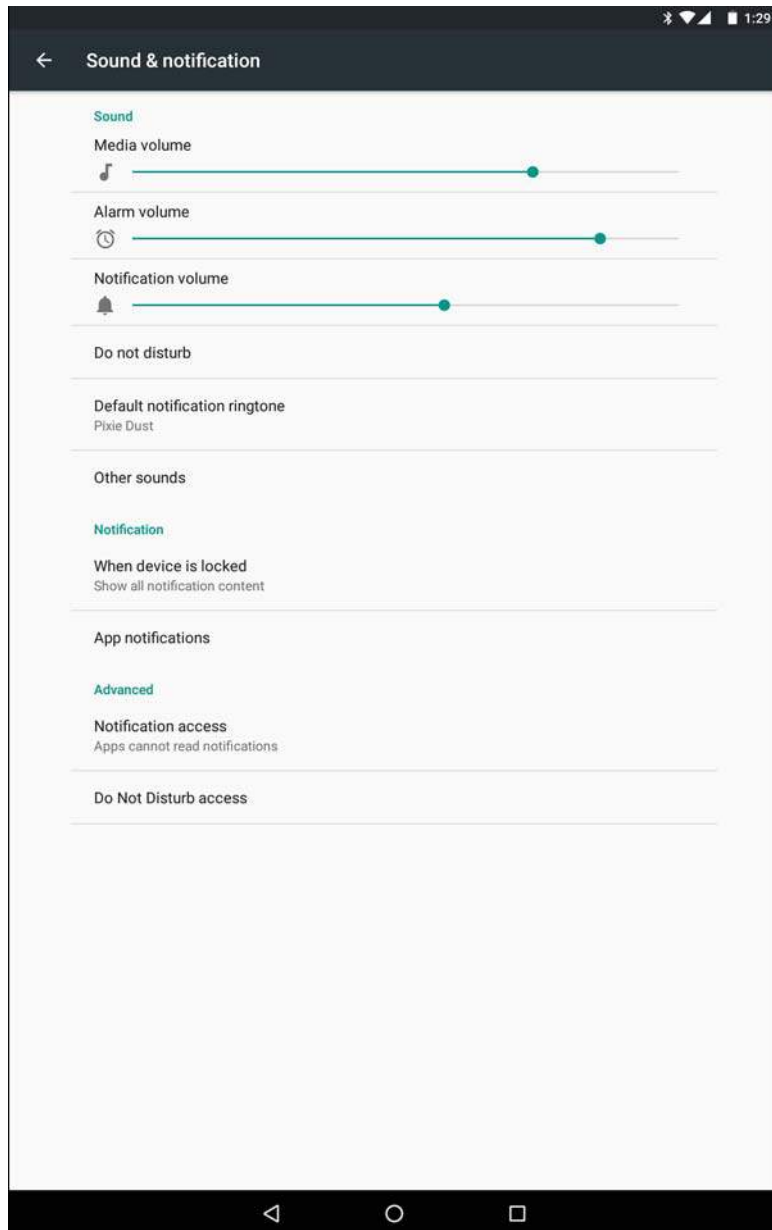 1:29
Sound & notification
Sound
Media volume
Alarm volume
Notification volume
Do not disturb
Default notification ringtone
Pixie Dust
Other sounds
Notification
When device is locked
Show all notification content
App notifications
Advanced
Notification access
Apps cannot read notifications
Do Not Disturb access